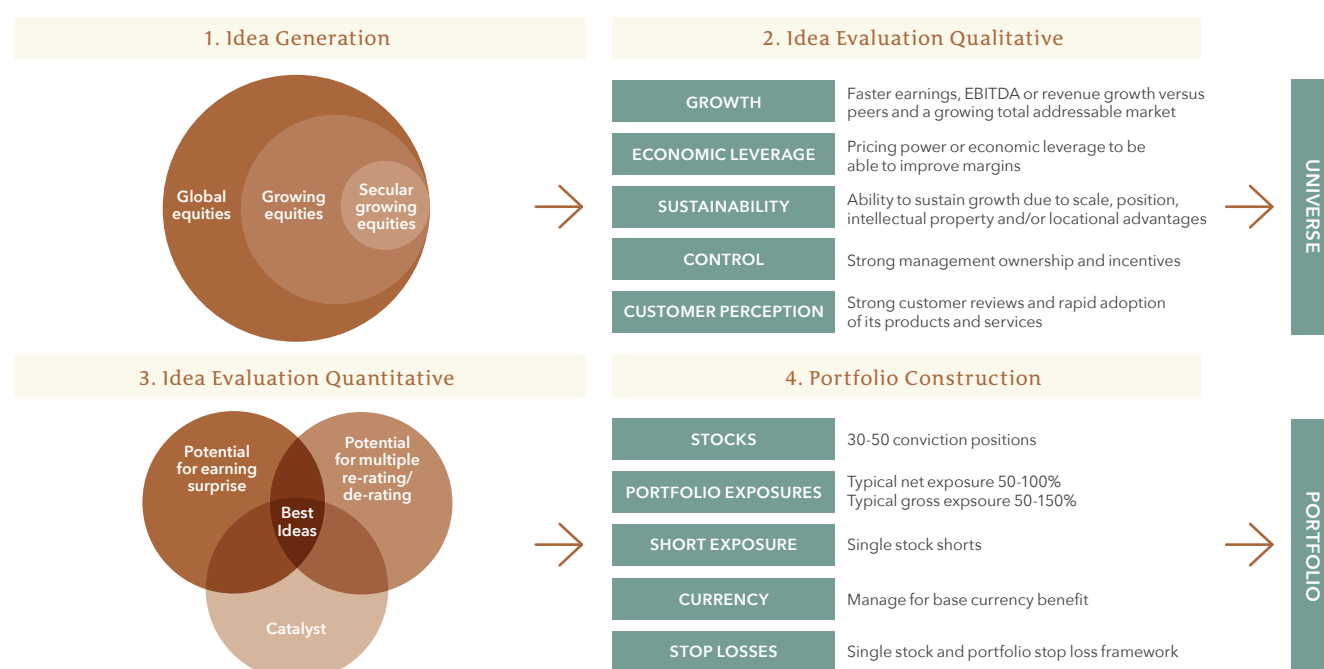 1. Idea Generation
Global
equities
Growing
equities
Secular
growing
equities
2. Idea Evaluation Qualitative
GROWTH
Faster earnings, EBITDA or revenue growth versus
peers and a growing total addressable market
ECONOMIC LEVERAGE
Pricing power or economic leverage to be
able to improve margins
SUSTAINABILITY
Ability to sustain growth due to scale, position,
intellectual property and/or locational advantages
CONTROL
Strong management ownership and incentives
CUSTOMER PERCEPTION
Strong customer reviews and rapid adoption
of its products and services
UNIVERSE
3. Idea Evaluation Quantitative
Potential
for earning
surprise
Potential
for multiple
re-rating/
de-rating
Best
Ideas
Catalyst
4. Portfolio Construction
STOCKS
30-50 conviction positions
PORTFOLIO EXPOSURES
Typical net exposure 50-100%
Typical gross expsoure 50-150%
SHORT EXPOSURE
Single stock shorts
CURRENCY
Manage for base currency benefit
STOP LOSSES
Single stock and portfolio stop loss framework
PORTFOLIO